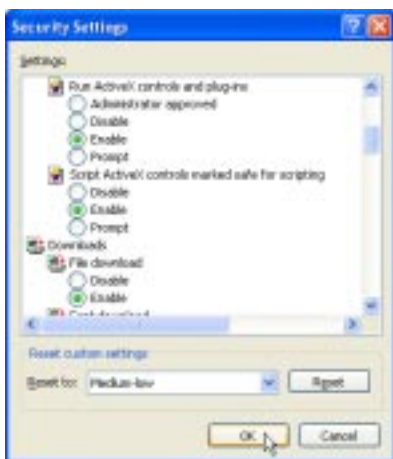 Security Settings
Settings:
Run ActiveX controls and plug-ins
Administrator approved
Disable
Enable
Prompt
Script ActiveX controls marked safe for scripting
Disable
Enable
Prompt
Downloads
File download
Disable
Enable
Font download
Reset custom settings
Reset to: Medium-low Reset
OK Cancel